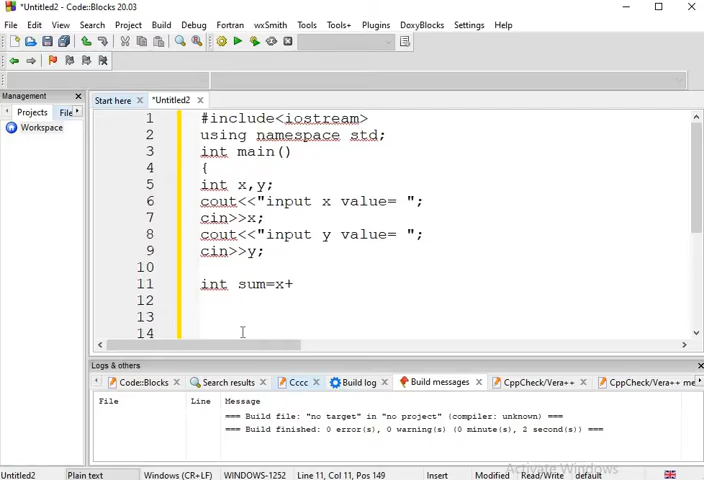 *Untitled2 - Code::Blocks 20.03
File Edit View Search Project Build Debug Fortran wxSmith Tools Tools+ Plugins DoxyBlocks Settings Help
Management
Start here *Untitled2
Projects File
Workspace
1 #include<iostream>
2 using namespace std;
3 int main()
4 {
5 int x,y;
6 cout<<"input x value= ";
7 cin>>x;
8 cout<<"input y value= ";
9 cin>>y;
10
11 int sum=x+
12
13
14
Logs & others
Code::Blocks Search results Cccc Build log Build messages CppCheck/Vera++ CppCheck/Vera++ me
File Line Message
=== Build file: "no target" in "no project" (compiler: unknown) ===
=== Build finished: 0 error(s), 0 warning(s) (0 minute(s), 2 second(s)) ===
Activate Windows
Untitled2 Plain text Windows (CR+LF) WINDOWS-1252 Line 11, Col 11, Pos 149 Insert Modified Read/Write default